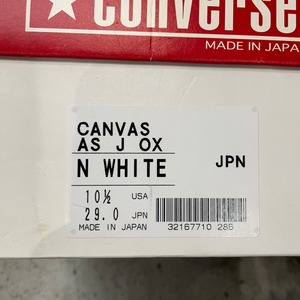 converse
MADE IN JAPA
CANVAS
AS J OX
N WHITE JPN
10½ USA
29.0 JPN
MADE IN JAPAN 32167710 285